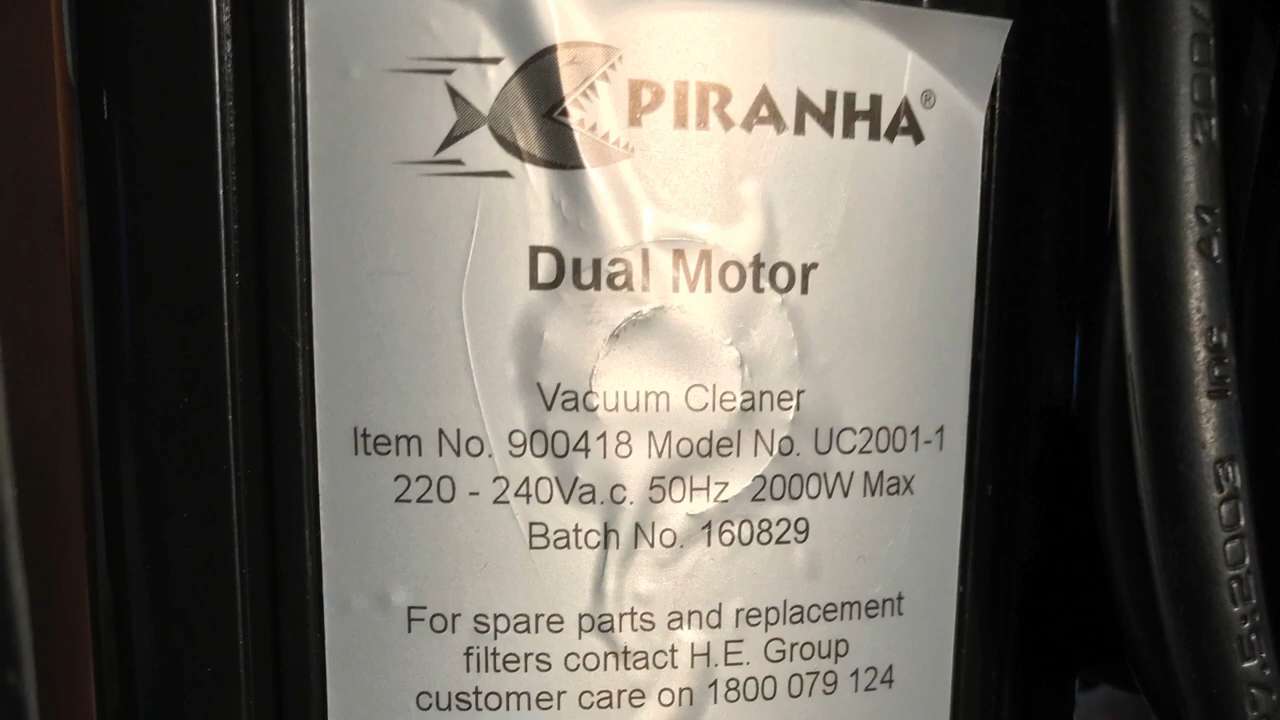 PIRANHA®
Dual Motor
Vacuum Cleaner
Item No. 900418 Model No. UC2001-1
220 - 240Va.c. 50Hz 2000W Max
Batch No. 160829
For spare parts and replacement
filters contact H.E. Group
customer care on 1800 079 124